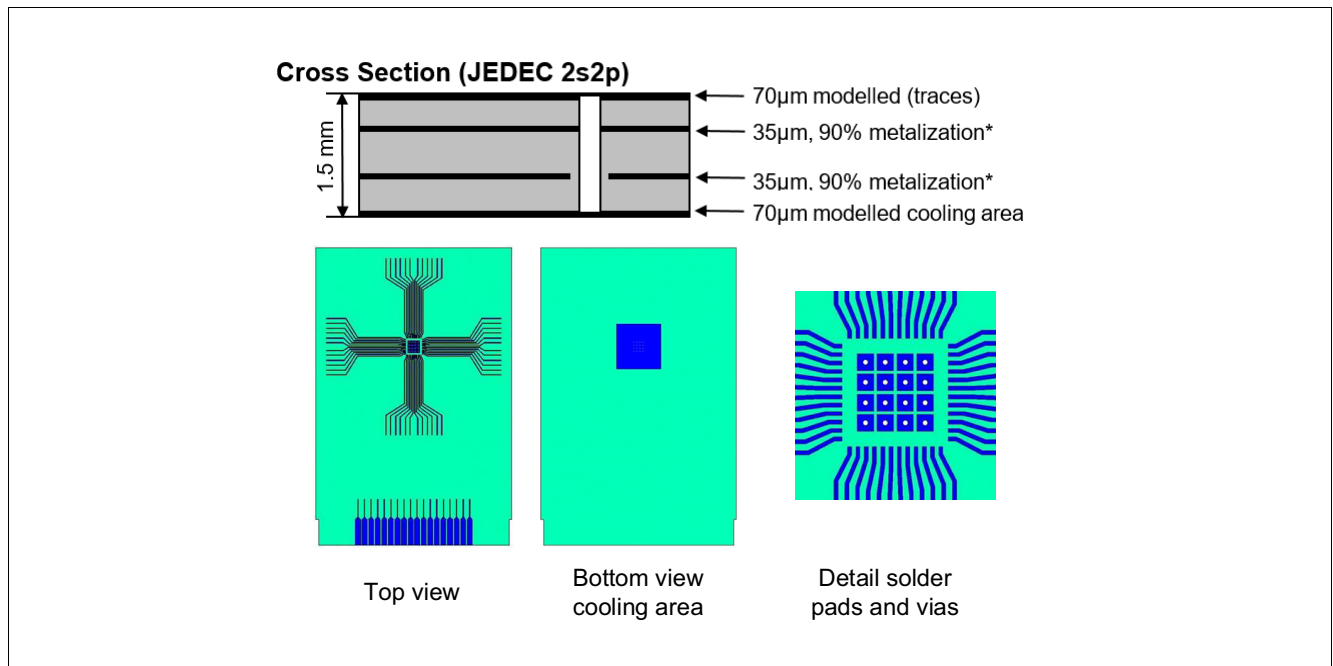 Cross Section (JEDEC 2s2p)
1.5 mm
70µm modelled (traces)
35µm, 90% metalization*
35µm, 90% metalization*
70µm modelled cooling area
Top view
Bottom view
cooling area
Detail solder
pads and vias